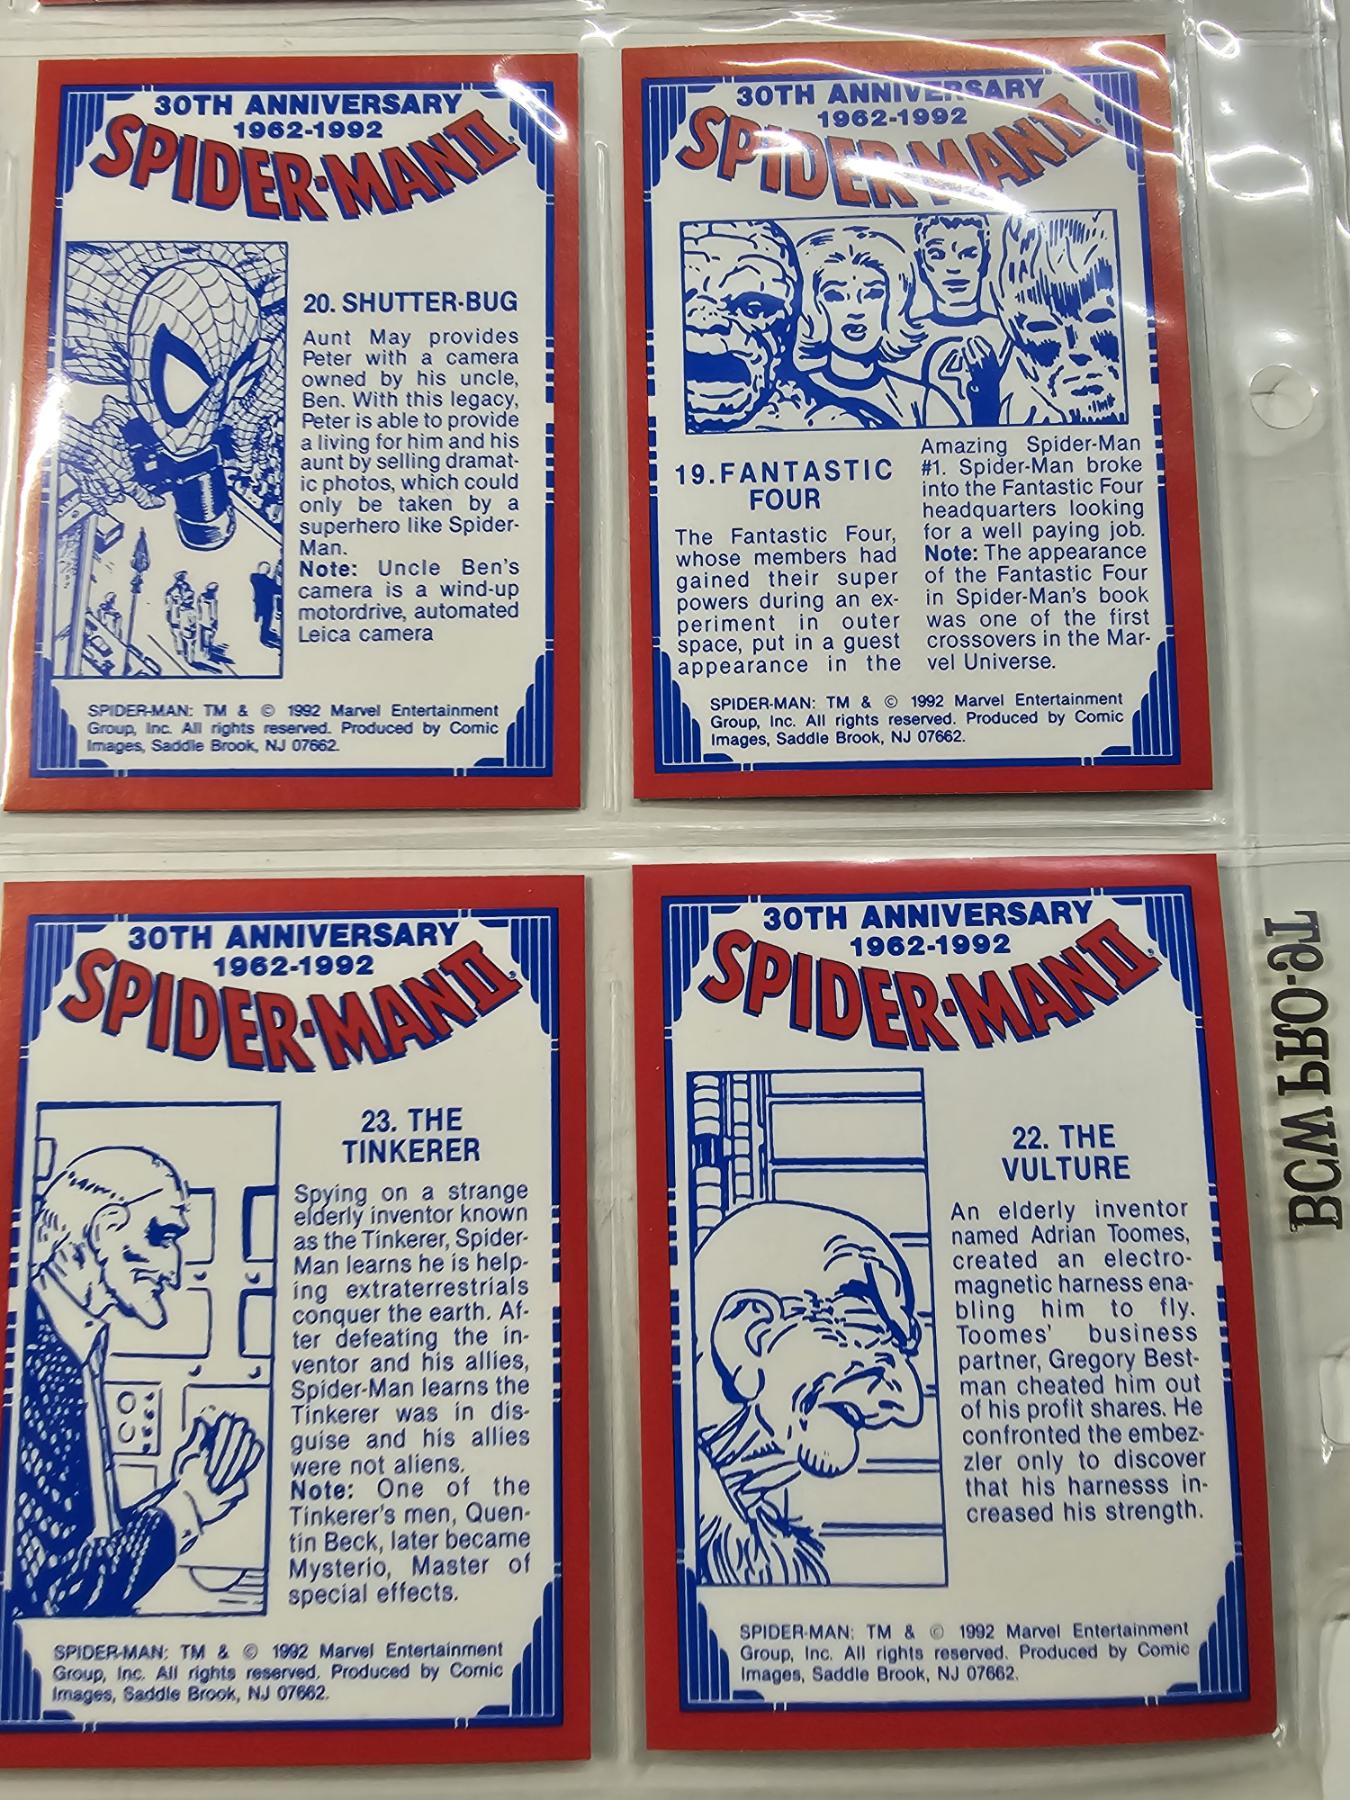 30TH ANNIVERSARY
1962-1992
SPIDER-MAN II
20. SHUTTER-BUG
Aunt May provides
Peter with a camera
owned by his uncle,
Ben. With this legacy,
Peter is able to provide
a living for him and his
aunt by selling dramat-
ic photos, which could
only be taken by a
superhero like Spider-
Man.
Note: Uncle Ben's
camera is a wind-up
motordrive, automated
Leica camera
SPIDER-MAN: TM & © 1992 Marvel Entertainment
Group, Inc. All rights reserved. Produced by Comic
Images, Saddle Brook, NJ 07662.
30TH ANNIVERSARY
1962-1992
SPIDER-MAN II
19. FANTASTIC
FOUR
The Fantastic Four,
whose members had
gained their super
powers during an ex-
periment in outer
space, put in a guest
appearance in the
Amazing Spider-Man
#1. Spider-Man broke
into the Fantastic Four
headquarters looking
for a well paying job.
Note: The appearance
of the Fantastic Four
in Spider-Man's book
was one of the first
crossovers in the Mar-
vel Universe.
SPIDER-MAN: TM & © 1992 Marvel Entertainment
Group, Inc. All rights reserved. Produced by Comic
Images, Saddle Brook, NJ 07662.
30TH ANNIVERSARY
1962-1992
SPIDER-MAN II
23. THE
TINKERER
Spying on a strange
elderly inventor known
as the Tinkerer, Spider-
Man learns he is help-
ing extraterrestrials
conquer the earth. Af-
ter defeating the in-
ventor and his allies,
Spider-Man learns the
Tinkerer was in dis-
guise and his allies
were not aliens.
Note: One of the
Tinkerer's men, Quen-
tin Beck, later became
Mysterio, Master of
special effects.
SPIDER-MAN: TM & © 1992 Marvel Entertainment
Group, Inc. All rights reserved. Produced by Comic
Images, Saddle Brook, NJ 07662.
30TH ANNIVERSARY
1962-1992
SPIDER-MAN II
22. THE
VULTURE
An elderly inventor
named Adrian Toomes,
created an electro-
magnetic harness ena-
bling him to fly.
Toomes' business
partner, Gregory Best-
man cheated him out
of his profit shares. He
confronted the embez-
zler only to discover
that his harnesss in-
creased his strength.
SPIDER-MAN: TM & © 1992 Marvel Entertainment
Group, Inc. All rights reserved. Produced by Comic
Images, Saddle Brook, NJ 07662.
BCW PRO-9T